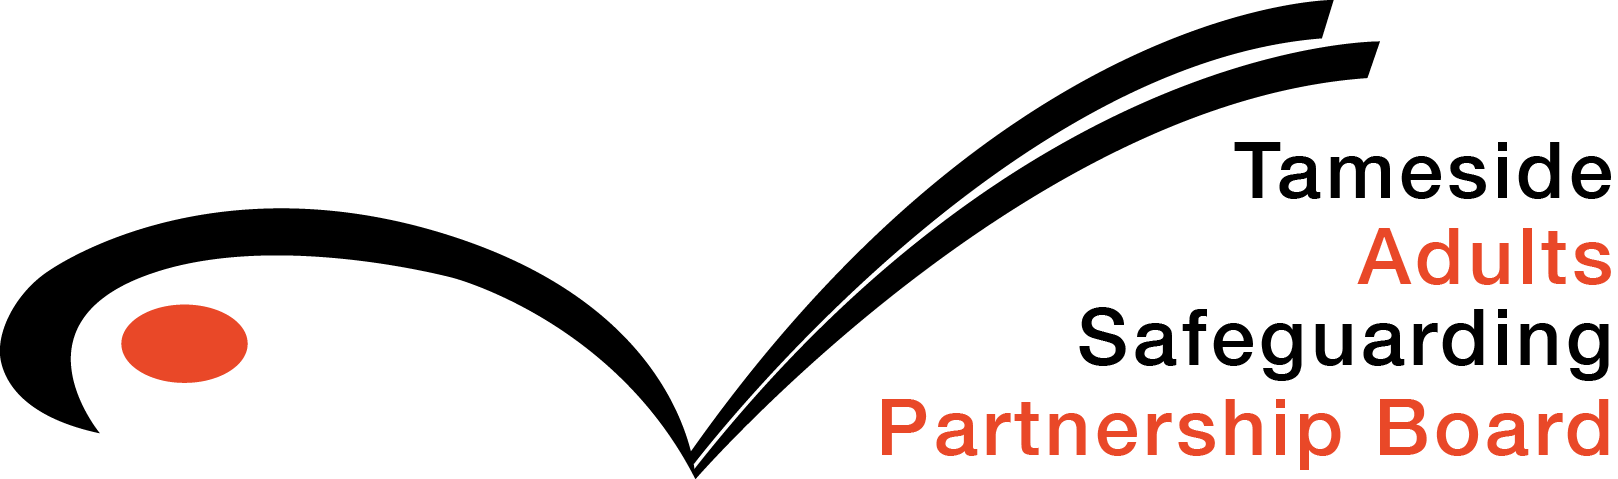 Tameside
Adults
Safeguarding
Partnership Board